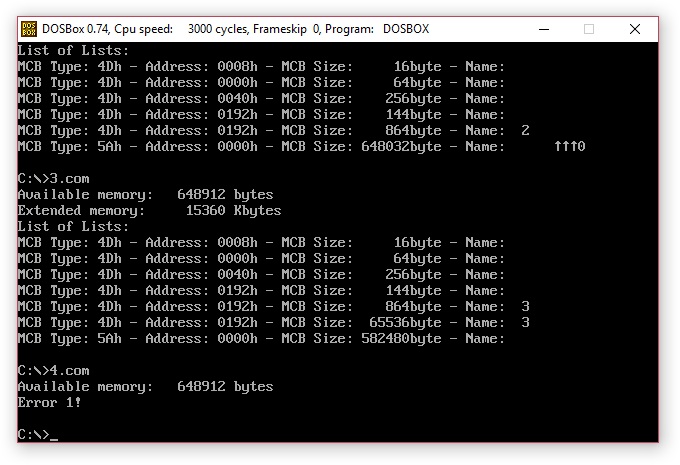 DOS BOX DOSBox 0.74, Cpu speed:    3000 cycles, Frameskip  0, Program:   DOSBOX
List of Lists:
MCB Type: 4Dh - Address: 0008h - MCB Size:     16byte - Name:
MCB Type: 4Dh - Address: 0000h - MCB Size:     64byte - Name:
MCB Type: 4Dh - Address: 0040h - MCB Size:    256byte - Name:
MCB Type: 4Dh - Address: 0192h - MCB Size:    144byte - Name:
MCB Type: 4Dh - Address: 0192h - MCB Size:    864byte - Name:  2
MCB Type: 5Ah - Address: 0000h - MCB Size: 648032byte - Name:      ↑↑↑0
C:\>3.com
Available memory:   648912 bytes
Extended memory:     15360 Kbytes
List of Lists:
MCB Type: 4Dh - Address: 0008h - MCB Size:     16byte - Name:
MCB Type: 4Dh - Address: 0000h - MCB Size:     64byte - Name:
MCB Type: 4Dh - Address: 0040h - MCB Size:    256byte - Name:
MCB Type: 4Dh - Address: 0192h - MCB Size:    144byte - Name:
MCB Type: 4Dh - Address: 0192h - MCB Size:    864byte - Name:  3
MCB Type: 4Dh - Address: 0192h - MCB Size:  65536byte - Name:  3
MCB Type: 5Ah - Address: 0000h - MCB Size: 582480byte - Name:
C:\>4.com
Available memory:   648912 bytes
Error 1!
C:\>_